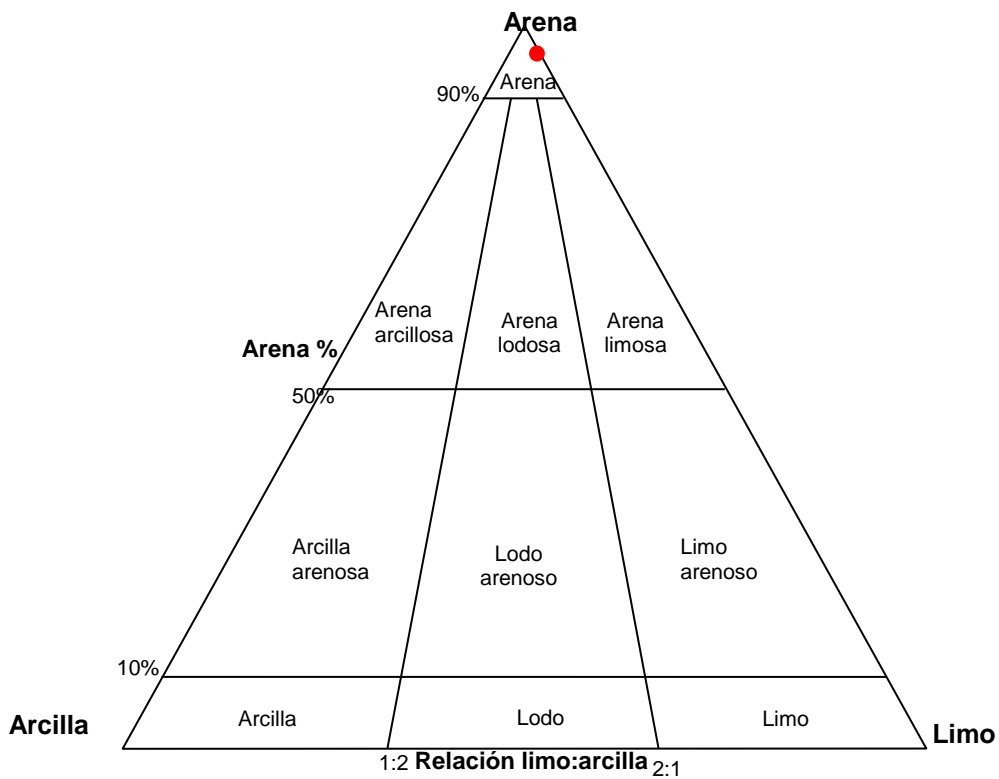 Arena
Arena
90%
Arena
arcillosa
Arena
lodosa
Arena
limosa
Arena %
50%
Arcilla
arenosa
Lodo
arenoso
Limo
arenoso
10%
Arcilla
Arcilla
Lodo
Limo
Limo
1:2 Relación limo:arcilla 2:1